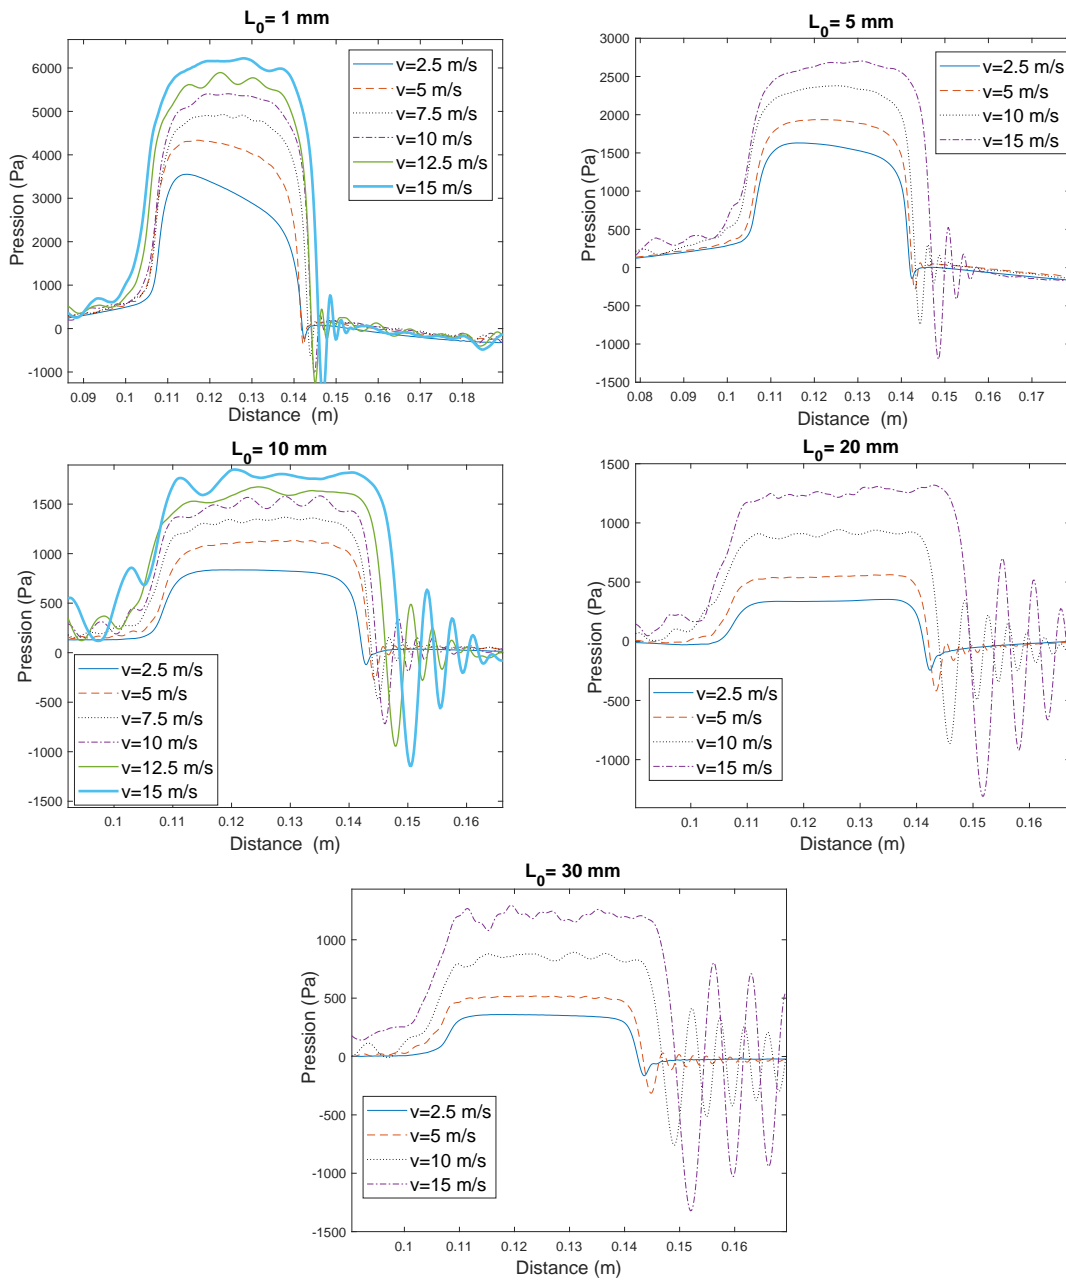 L0= 1 mm
Pression (Pa)
6000
5000
4000
3000
2000
1000
0
-1000
v=2.5 m/s
v=5 m/s
v=7.5 m/s
v=10 m/s
v=12.5 m/s
v=15 m/s
0.09 0.1 0.11 0.12 0.13 0.14 0.15 0.16 0.17 0.18
Distance (m)
L0= 5 mm
Pression (Pa)
3000
2500
2000
1500
1000
500
0
-500
-1000
-1500
v=2.5 m/s
v=5 m/s
v=10 m/s
v=15 m/s
0.08 0.09 0.1 0.11 0.12 0.13 0.14 0.15 0.16 0.17
Distance (m)
L0= 10 mm
Pression (Pa)
1500
1000
500
0
-500
-1000
-1500
v=2.5 m/s
v=5 m/s
v=7.5 m/s
v=10 m/s
v=12.5 m/s
v=15 m/s
0.1 0.11 0.12 0.13 0.14 0.15 0.16
Distance (m)
L0= 20 mm
Pression (Pa)
1500
1000
500
0
-500
-1000
v=2.5 m/s
v=5 m/s
v=10 m/s
v=15 m/s
0.1 0.11 0.12 0.13 0.14 0.15 0.16
Distance (m)
L0= 30 mm
Pression (Pa)
1000
500
0
-500
-1000
-1500
v=2.5 m/s
v=5 m/s
v=10 m/s
v=15 m/s
0.1 0.11 0.12 0.13 0.14 0.15 0.16
Distance (m)